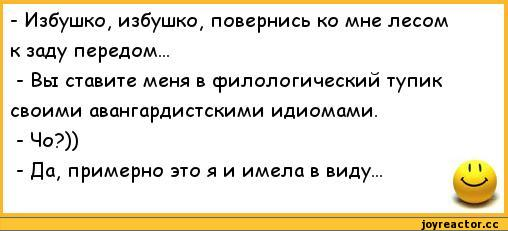 - Избушко, избушко, повернись ко мне лесом
к заду передом...
- Вы ставите меня в филологический тупик
своими авангардистскими идиомами.
- Чо?))
- Да, примерно это я и имела в виду...
joyreactor.cc